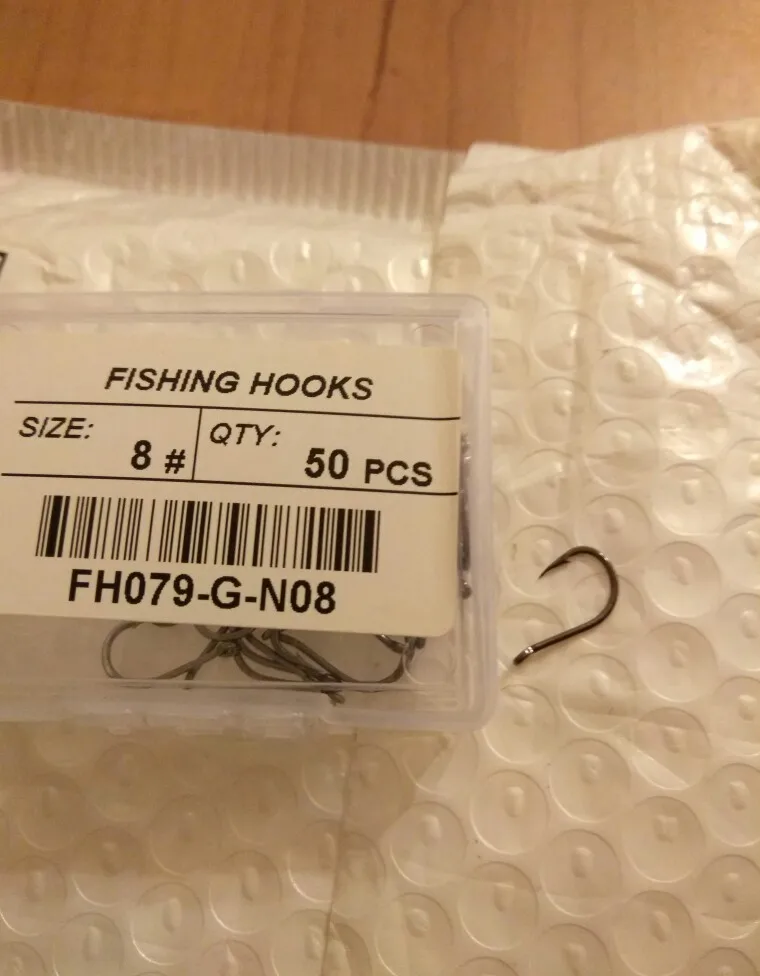 FISHING HOOKS
SIZE: 8 # QTY: 50 PCS
FH079-G-N08